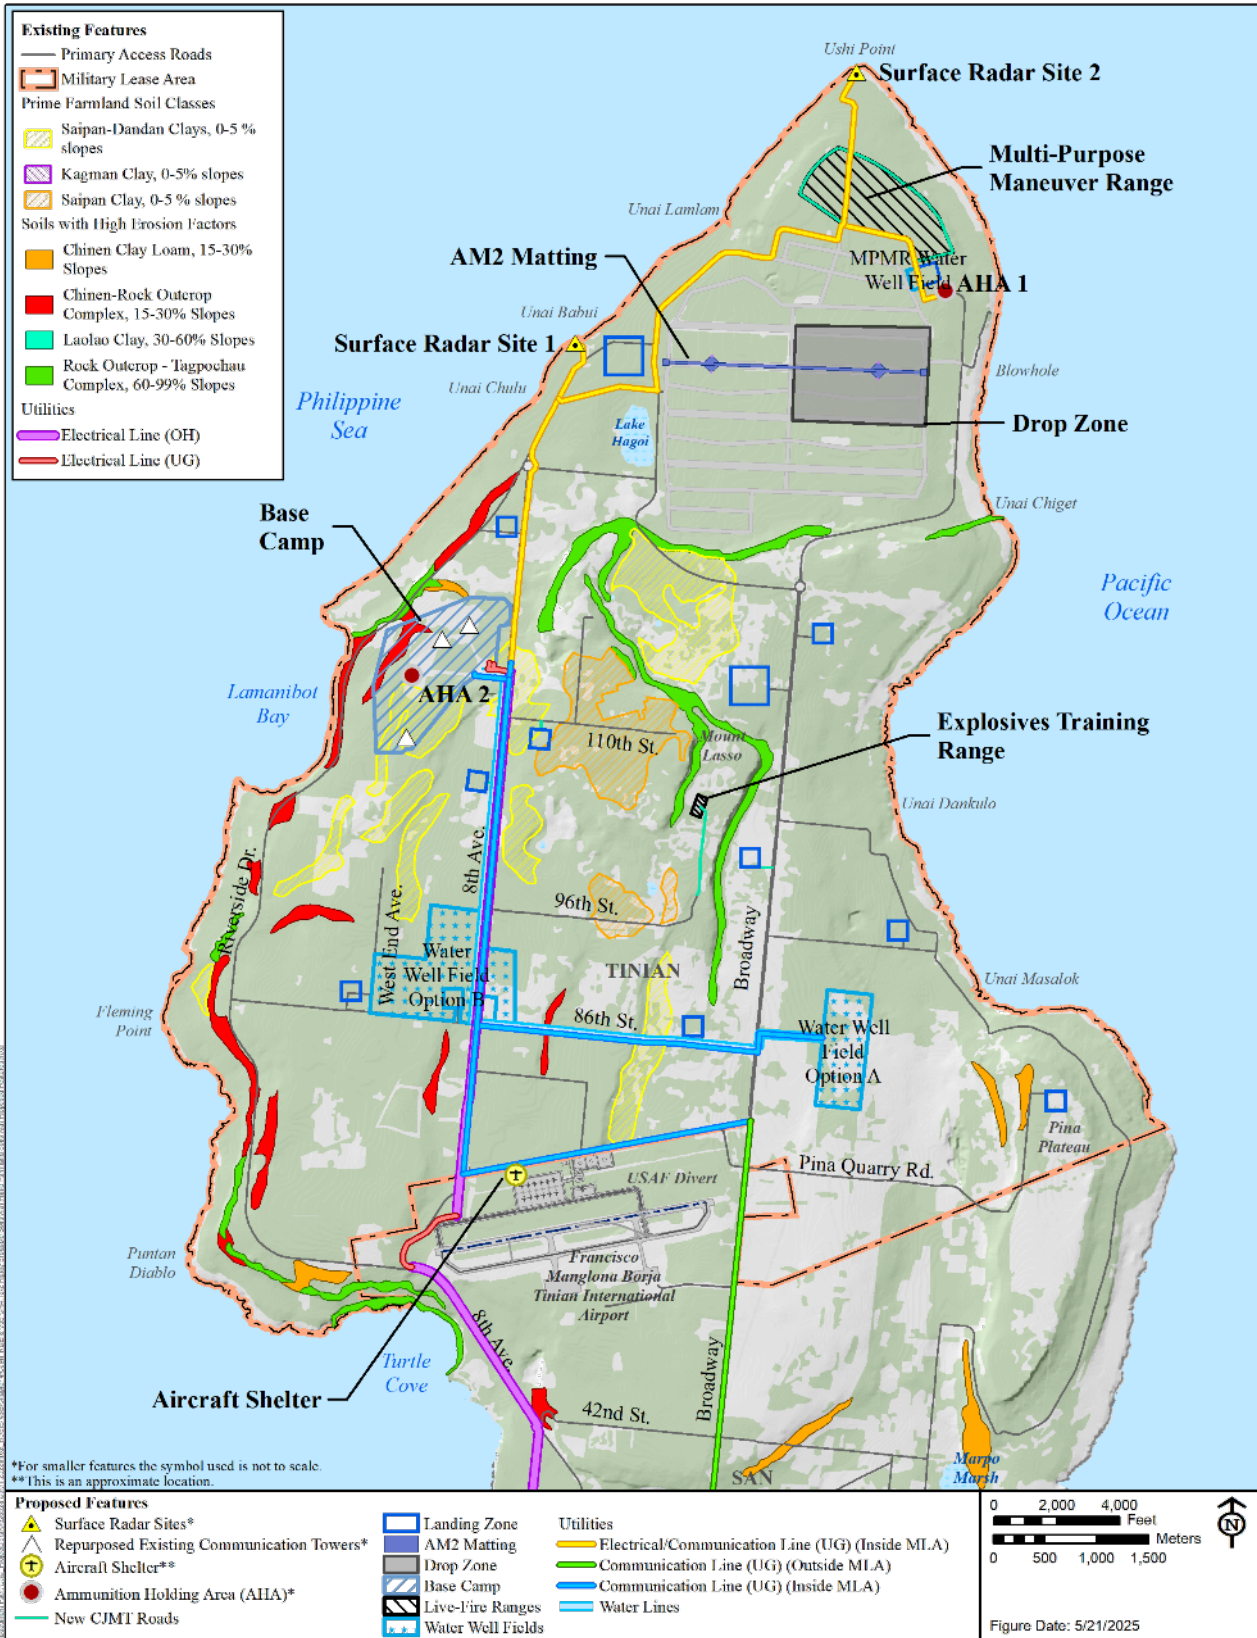 Existing Features
Primary Access Roads
Military Lease Area
Prime Farmland Soil Classes
Saipan-Dandan Clays, 0-5 %
slopes
Kagman Clay, 0-5% slopes
Saipan Clay, 0-5 % slopes
Soils with High Erosion Factors
Chinen Clay Loam, 15-30%
Slopes
Chinen-Rock Outcrop
Complex, 15-30% Slopes
Laolao Clay, 30-60% Slopes
Rock Outcrop - Tagpochau
Complex, 60-99% Slopes
Utilities
Electrical Line (OH)
Electrical Line (UG)
Ushi Point
Surface Radar Site 2
Multi-Purpose
Maneuver Range
Unai Lamlam
AM2 Matting
MPMR Water
Well Field
AHA 1
Unai Babui
Surface Radar Site 1
Unai Chulu
Blowhole
Philippine
Sea
Lake
Hagoi
Drop Zone
Base
Camp
Unai Chiget
Pacific
Ocean
AHA 2
Lamanibot
Bay
110th St.
Mount
Lasso
Explosives Training
Range
Unai Dankulo
8th Ave.
Riverside Dr.
West End Ave.
96th St.
Broadway
Water
Well Field
Option B
TINIAN
Unai Masalok
Fleming
Point
86th St.
Water Well
Field
Option A
Pina
Plateau
Pina Quarry Rd.
USAF Divert
Puntan
Diablo
Francisco
Manglona Borja
Tinian International
Airport
8th Ave.
Turtle
Cove
Broadway
Aircraft Shelter
42nd St.
Marpo
Marsh
SAN
*For smaller features the symbol used is not to scale.
**This is an approximate location.
Proposed Features
Surface Radar Sites*
Repurposed Existing Communication Towers*
Aircraft Shelter**
Ammunition Holding Area (AHA)*
New CJMT Roads
Landing Zone
AM2 Matting
Drop Zone
Base Camp
Live-Fire Ranges
Water Well Fields
Utilities
Electrical/Communication Line (UG) (Inside MLA)
Communication Line (UG) (Outside MLA)
Communication Line (UG) (Inside MLA)
Water Lines
0 2,000 4,000
Feet
Meters
0 500 1,000 1,500
N
Figure Date: 5/21/2025